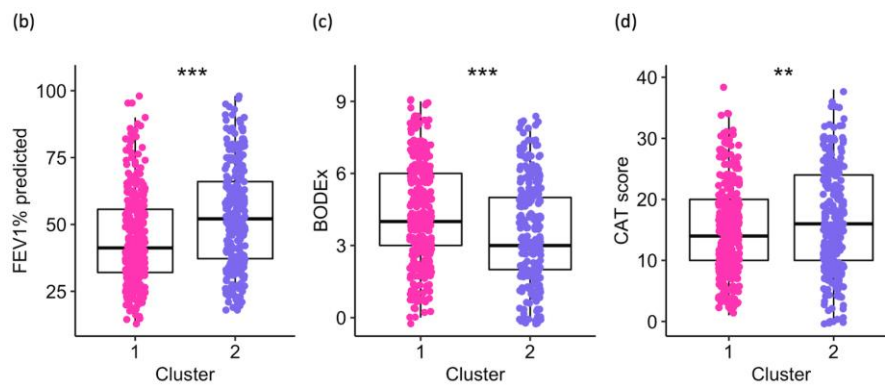 (b)
***
FEV1% predicted
100
75
50
25
1 2
Cluster
(c)
***
BODEx
9
6
3
0
1 2
Cluster
(d)
**
CAT score
40
30
20
10
0
1 2
Cluster